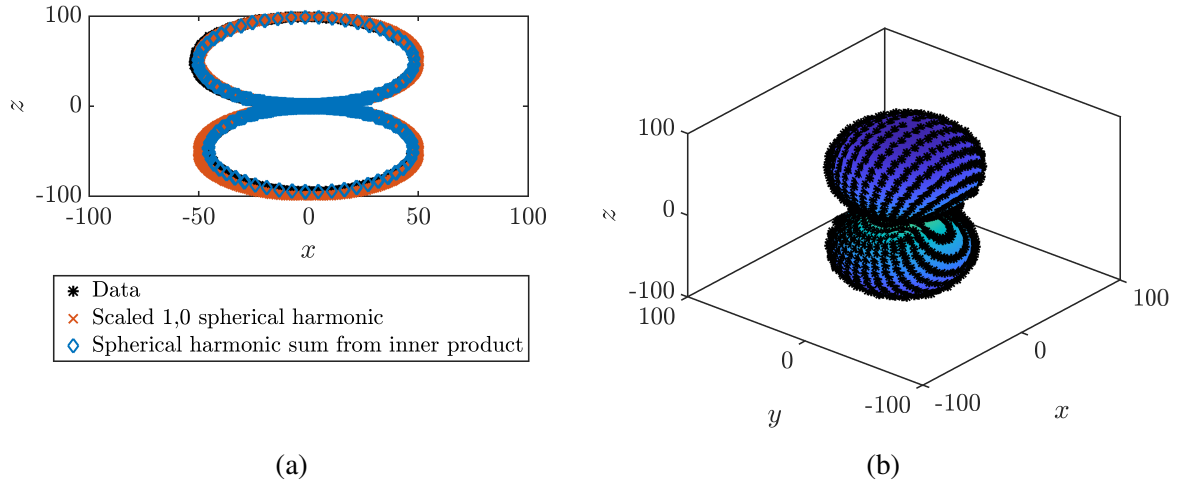 100
0
-100
z
-100
-50
0
50
100
x
Data
Scaled 1,0 spherical harmonic
Spherical harmonic sum from inner product
(a)
100
0
-100
z
100
0
-100
y
-100
0
100
x
(b)